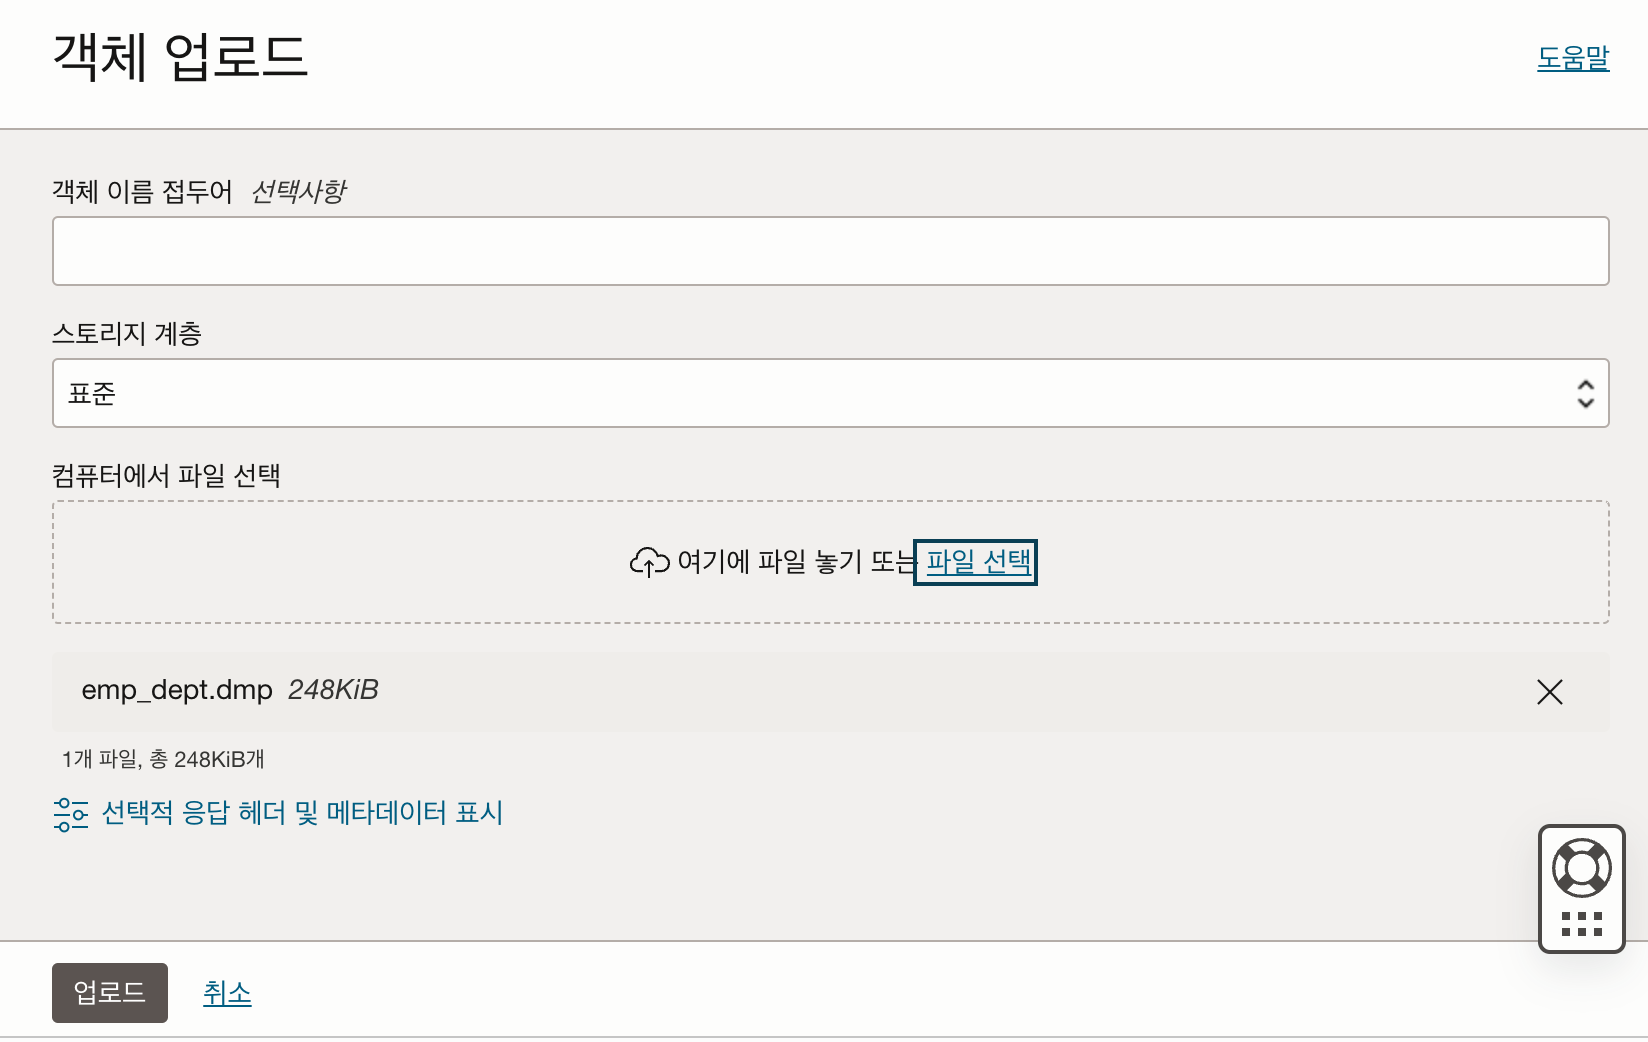 객체 업로드
도움말
객체 이름 접두어 선택사항
스토리지 계층
표준
컴퓨터에서 파일 선택
여기에 파일 놓기 또는 파일 선택
emp_dept.dmp 248KiB
1개 파일, 총 248KiB개
선택적 응답 헤더 및 메타데이터 표시
업로드 취소